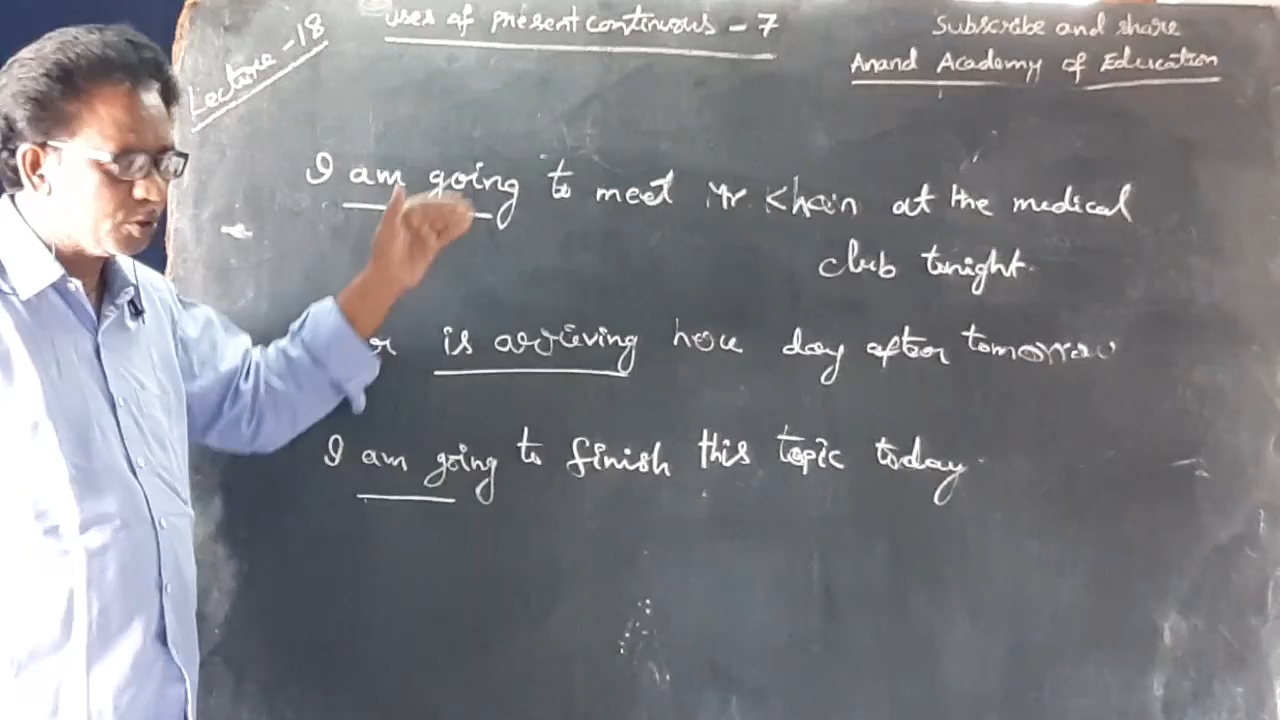 Lecture-18
uses of present continuous - 7
Subscribe and share
Anand Academy of Education
I am going to meet Mr. Khan at the medical
club tonight.
is arriving here day after tomorrow
I am going to finish this topic today.